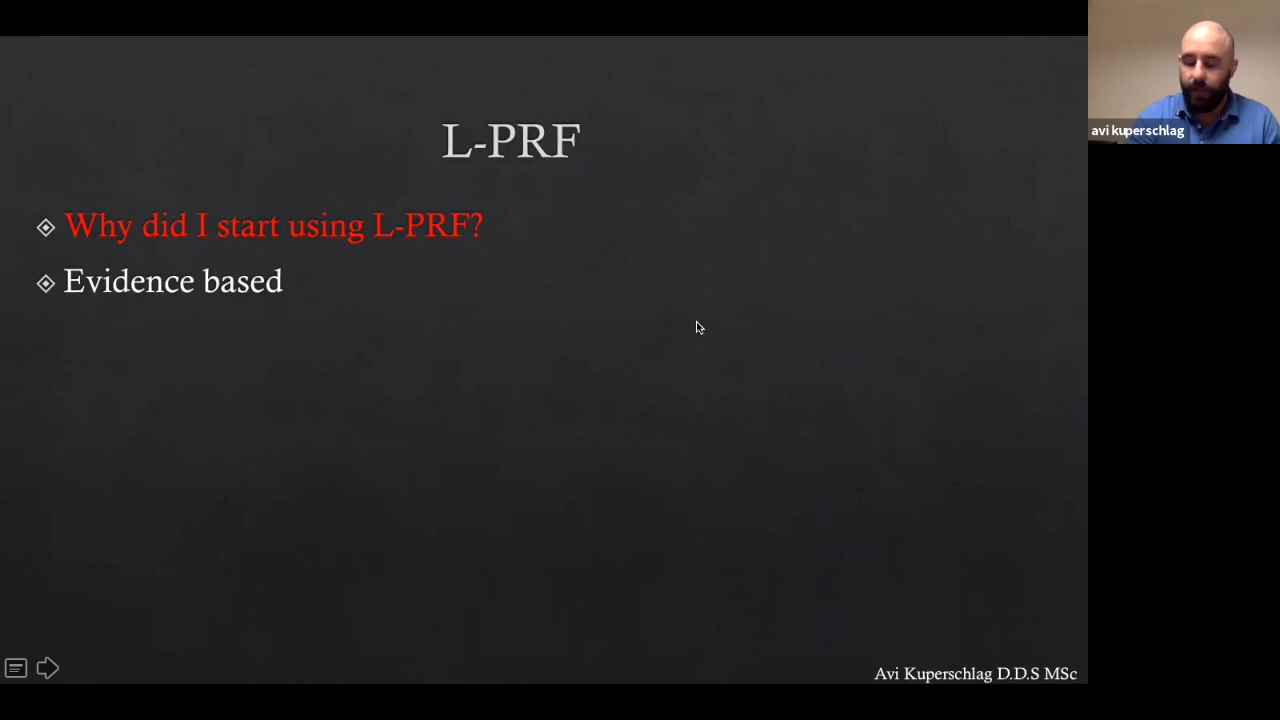 L-PRF
Why did I start using L-PRF?
Evidence based
Avi Kuperschlag D.D.S MSc
avi kuperschlag